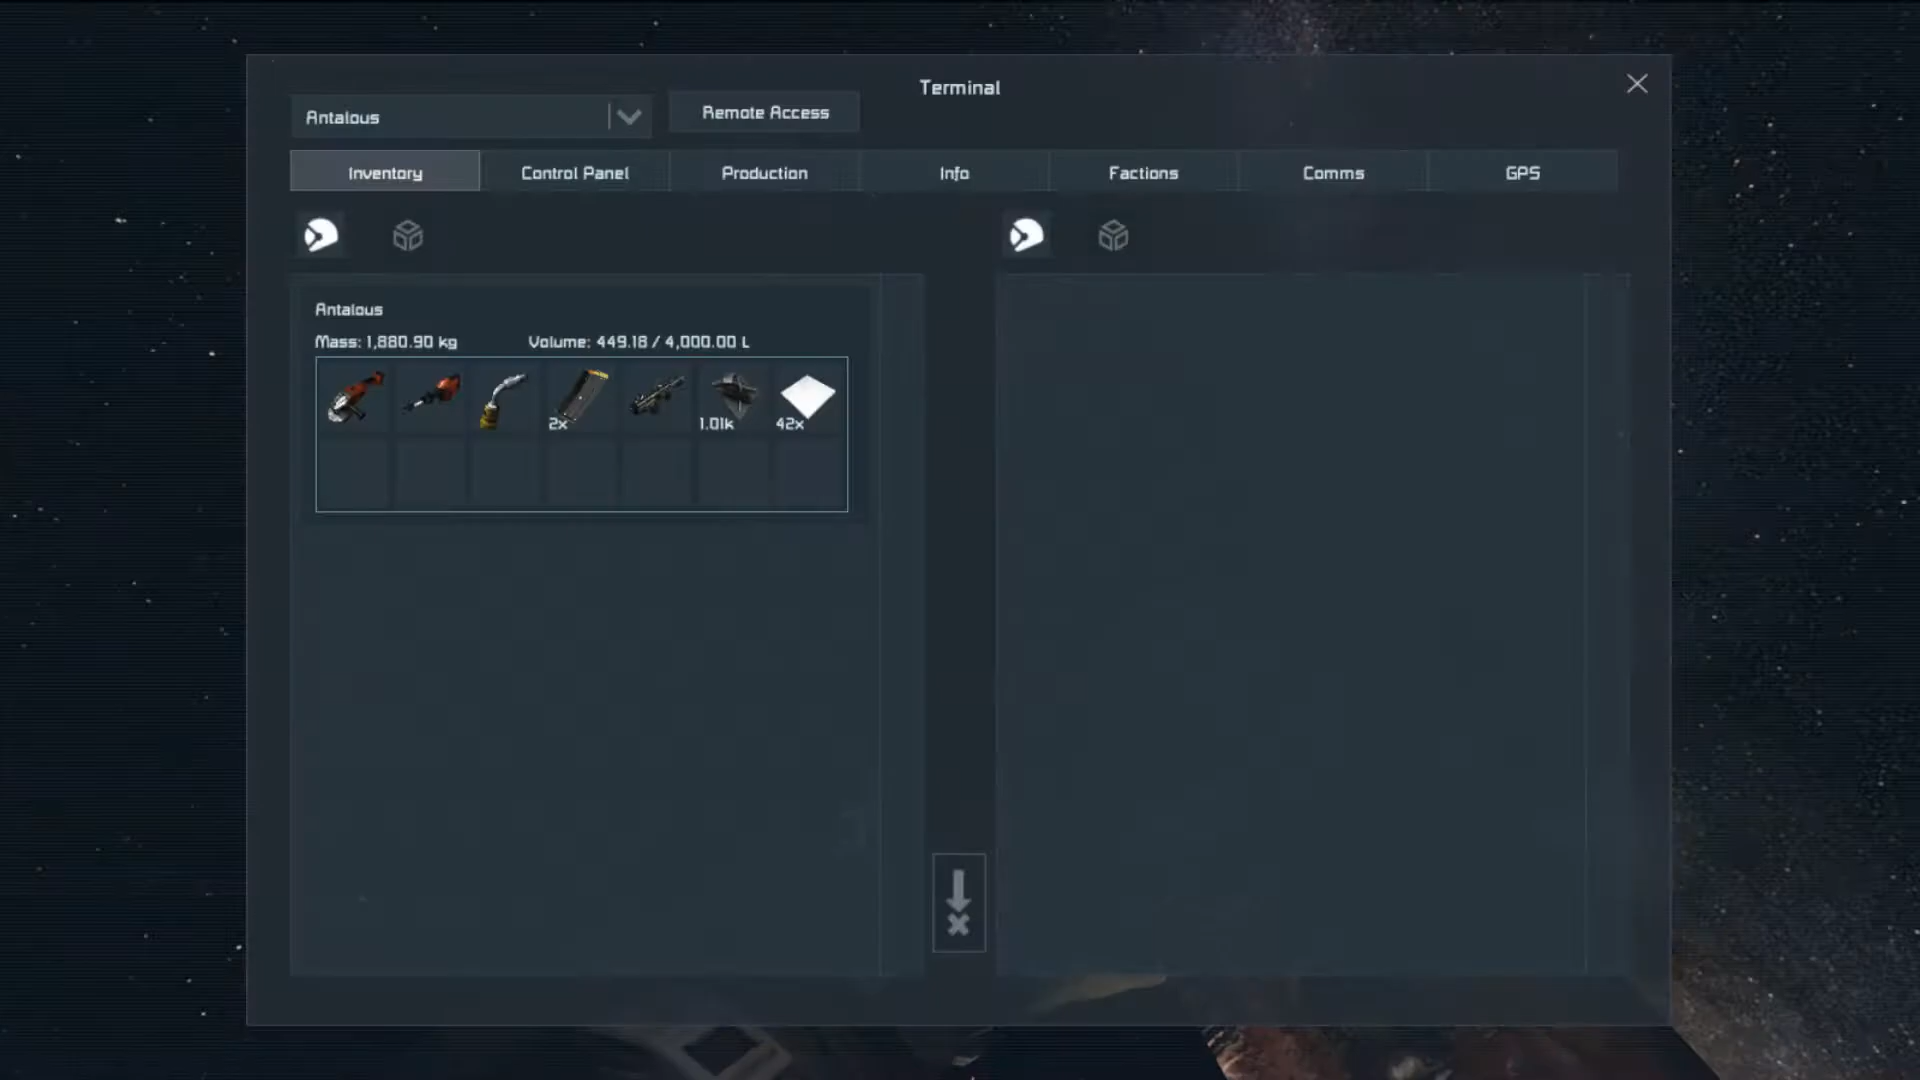 Terminal
Antalous
Remote Access
Inventory
Control Panel
Production
Info
Factions
Comms
GPS
Antalous
Mass: 1,880.90 kg
Volume: 449.18 / 4,000.00 L
2x
1.01k
42x